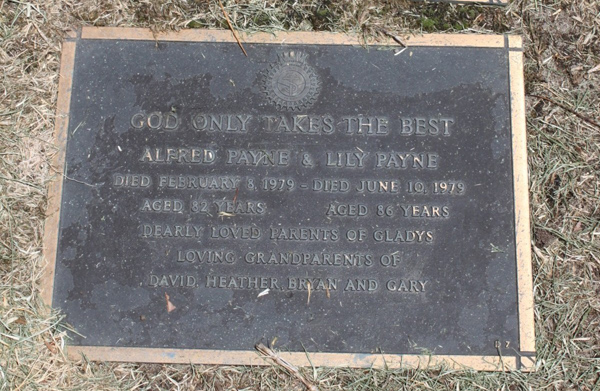 GOD ONLY TAKES THE BEST
ALFRED PAYNE & LILY PAYNE
DIED FEBRUARY 8, 1979 - DIED JUNE 10, 1979
AGED 82 YEARS AGED 86 YEARS
DEARLY LOVED PARENTS OF GLADYS
LOVING GRANDPARENTS OF
DAVID, HEATHER, BRYAN AND GARY